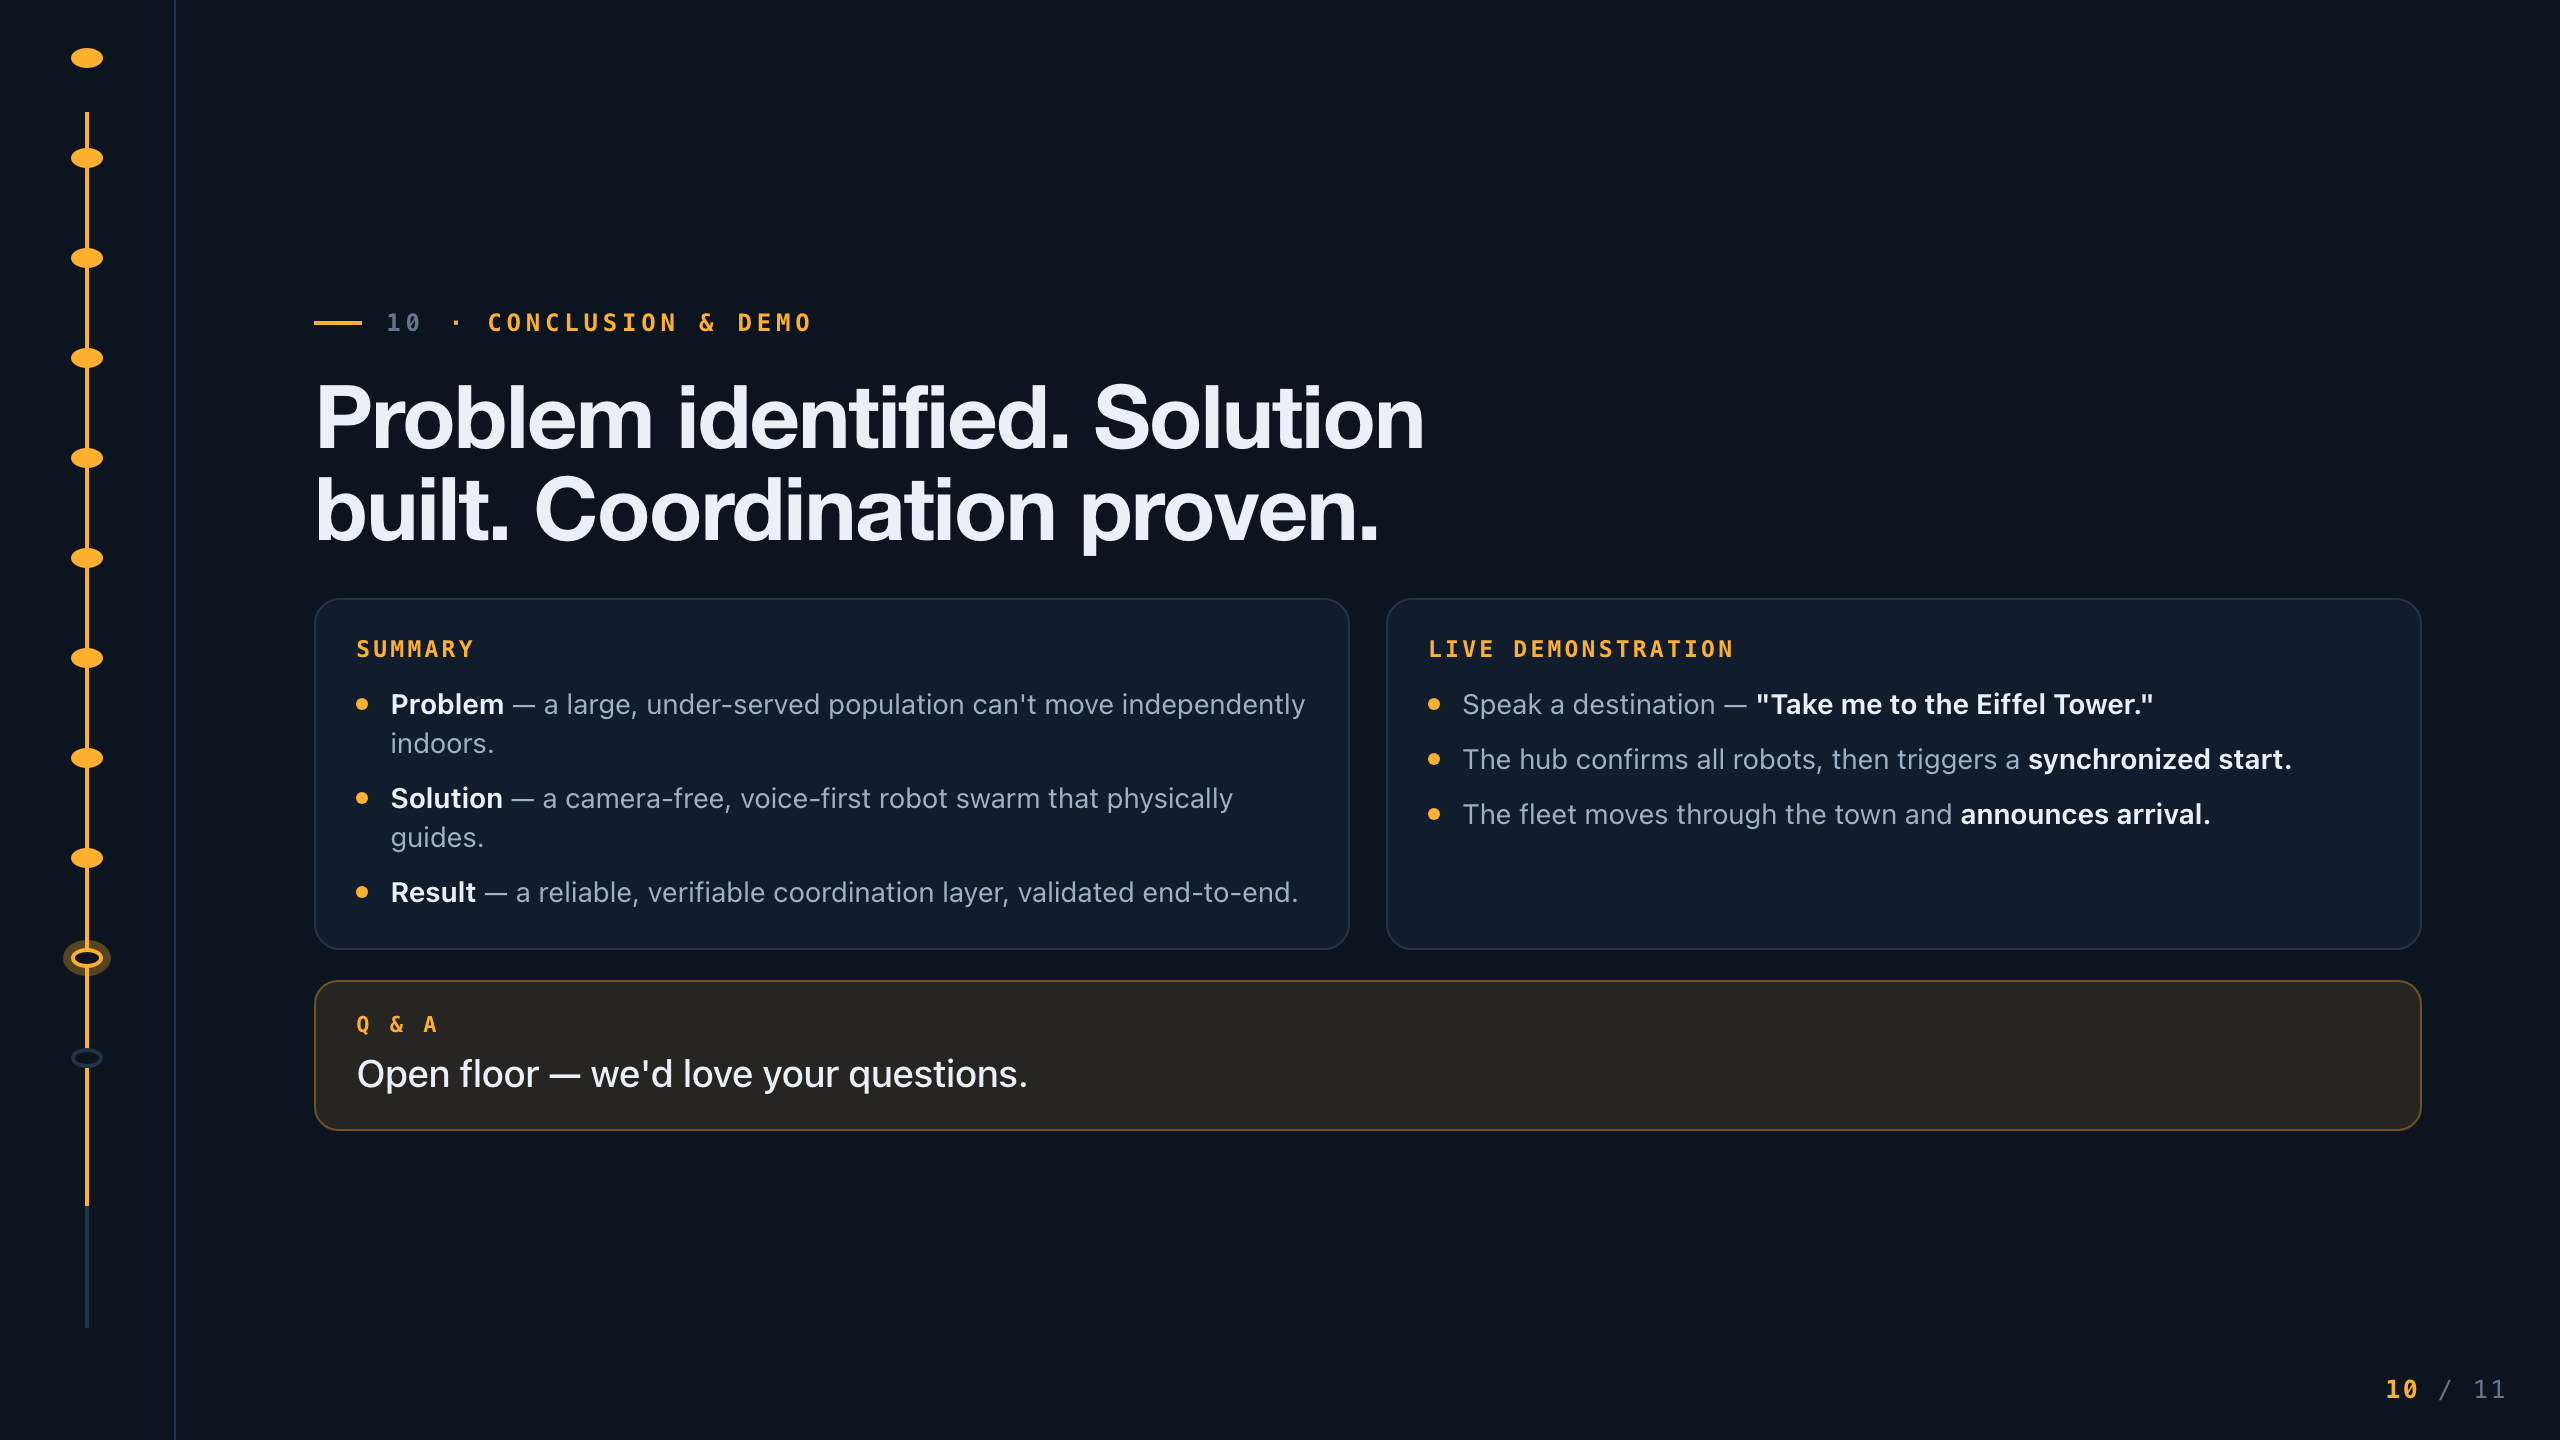 10 · CONCLUSION & DEMO
Problem identified. Solution
built. Coordination proven.
SUMMARY
Problem — a large, under-served population can't move independently
indoors.
Solution — a camera-free, voice-first robot swarm that physically
guides.
Result — a reliable, verifiable coordination layer, validated end-to-end.
LIVE DEMONSTRATION
Speak a destination — "Take me to the Eiffel Tower."
The hub confirms all robots, then triggers a synchronized start.
The fleet moves through the town and announces arrival.
Q & A
Open floor — we'd love your questions.
10 / 11